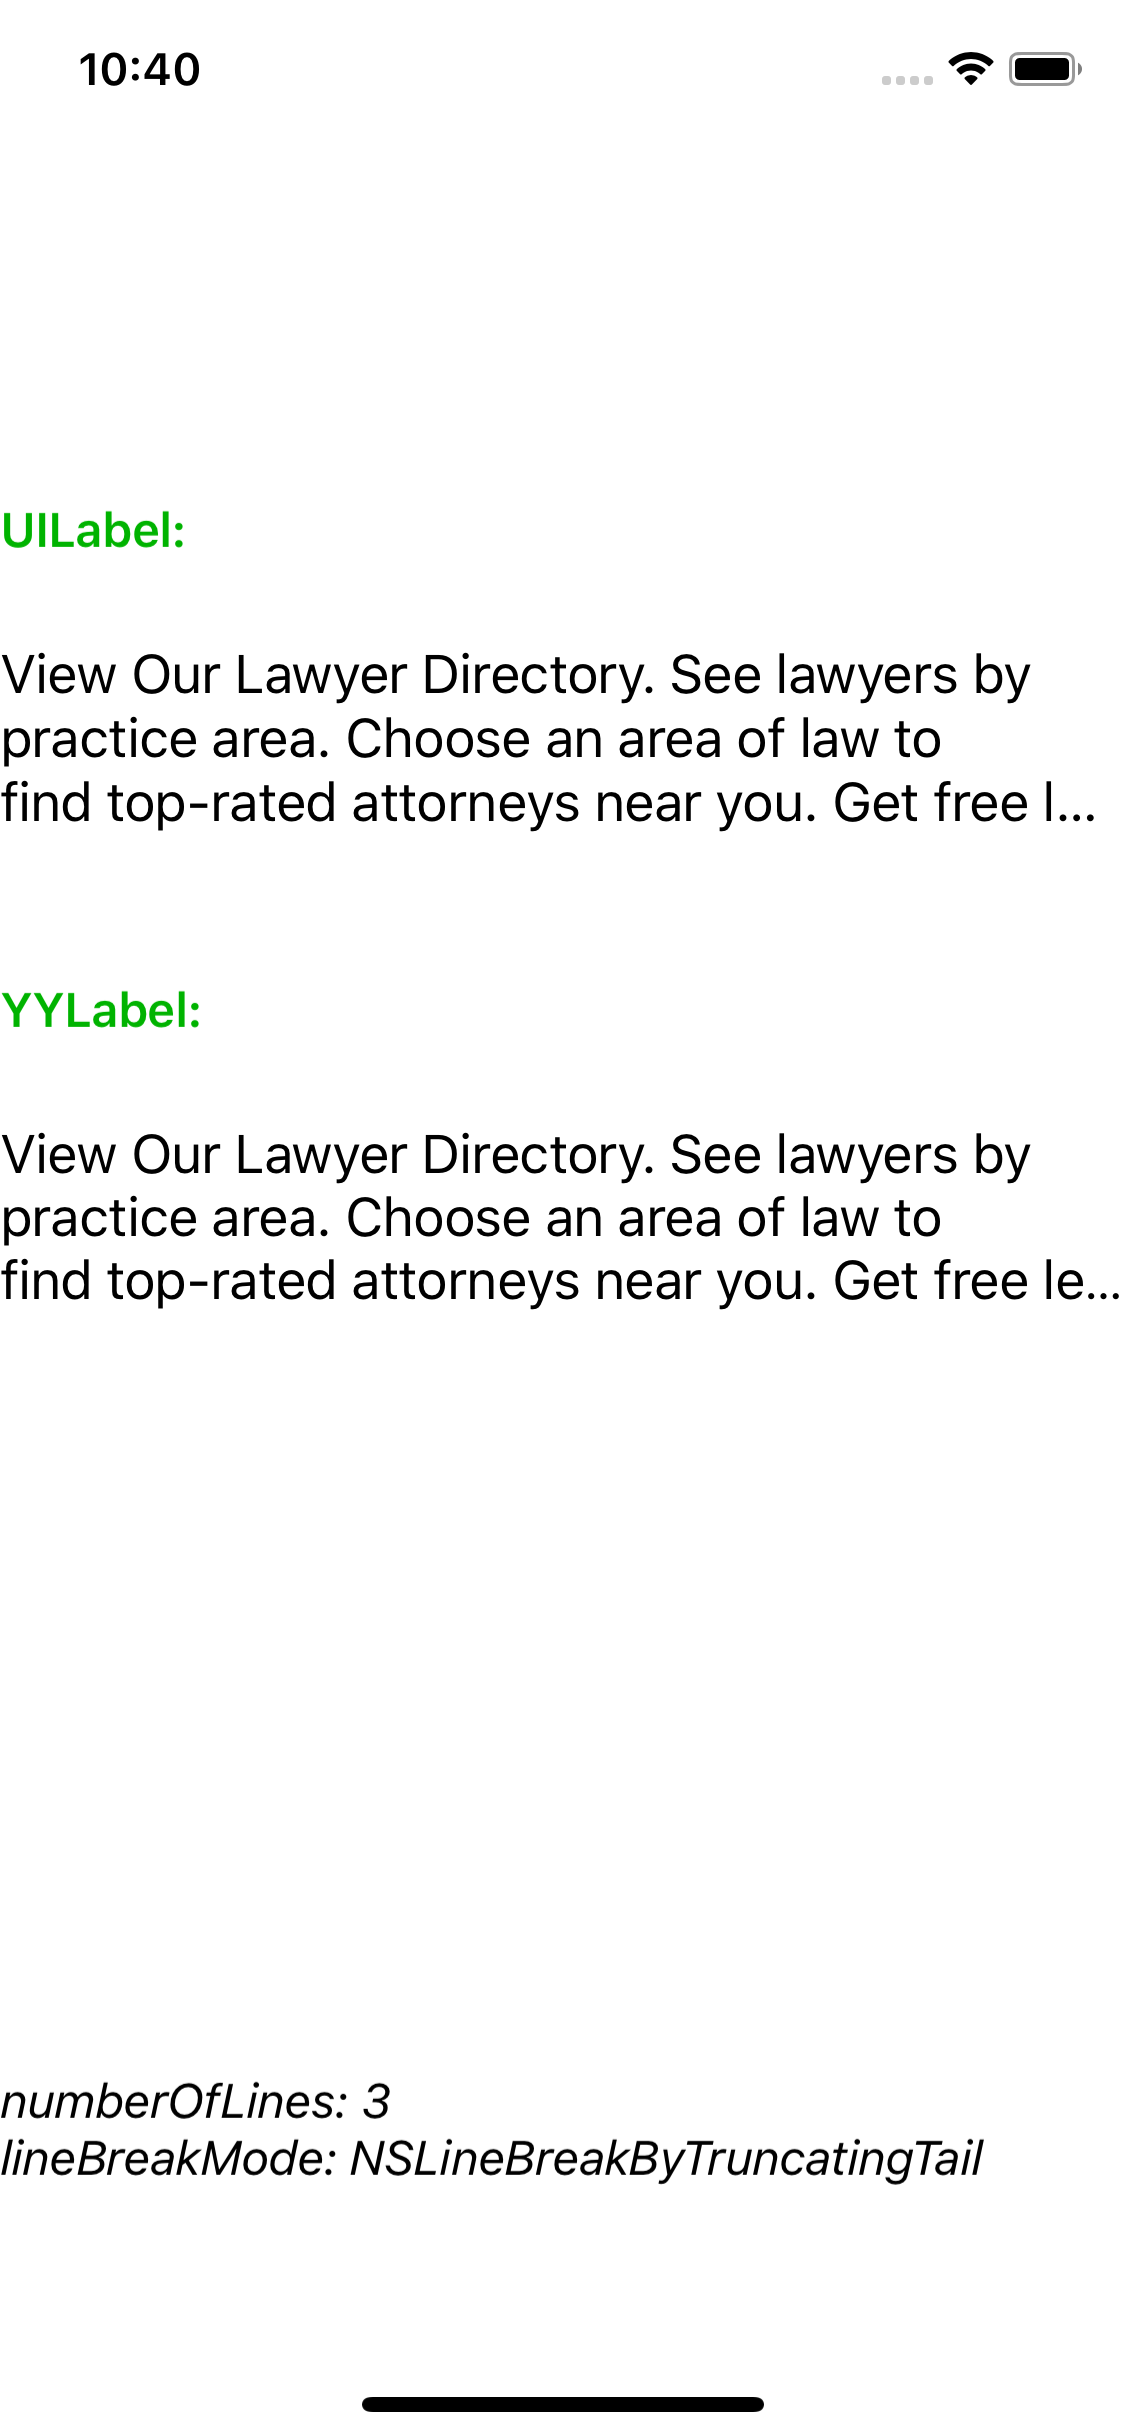 10:40
UILabel:
View Our Lawyer Directory. See lawyers by
practice area. Choose an area of law to
find top-rated attorneys near you. Get free l...
YYLabel:
View Our Lawyer Directory. See lawyers by
practice area. Choose an area of law to
find top-rated attorneys near you. Get free le...
numberOfLines: 3
lineBreakMode: NSLineBreakByTruncatingTail